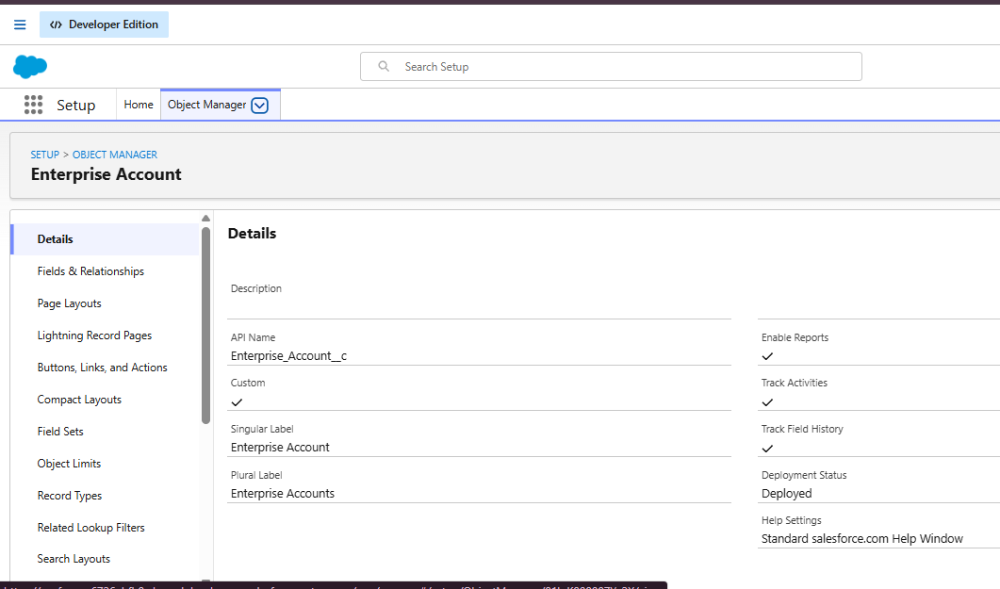 Developer Edition
Search Setup
Setup
Home
Object Manager
SETUP > OBJECT MANAGER
Enterprise Account
Details
Fields & Relationships
Page Layouts
Lightning Record Pages
Buttons, Links, and Actions
Compact Layouts
Field Sets
Object Limits
Record Types
Related Lookup Filters
Search Layouts
Details
Description
API Name
Enterprise_Account__c
Custom
Singular Label
Enterprise Account
Plural Label
Enterprise Accounts
Enable Reports
Track Activities
Track Field History
Deployment Status
Deployed
Help Settings
Standard salesforce.com Help Window